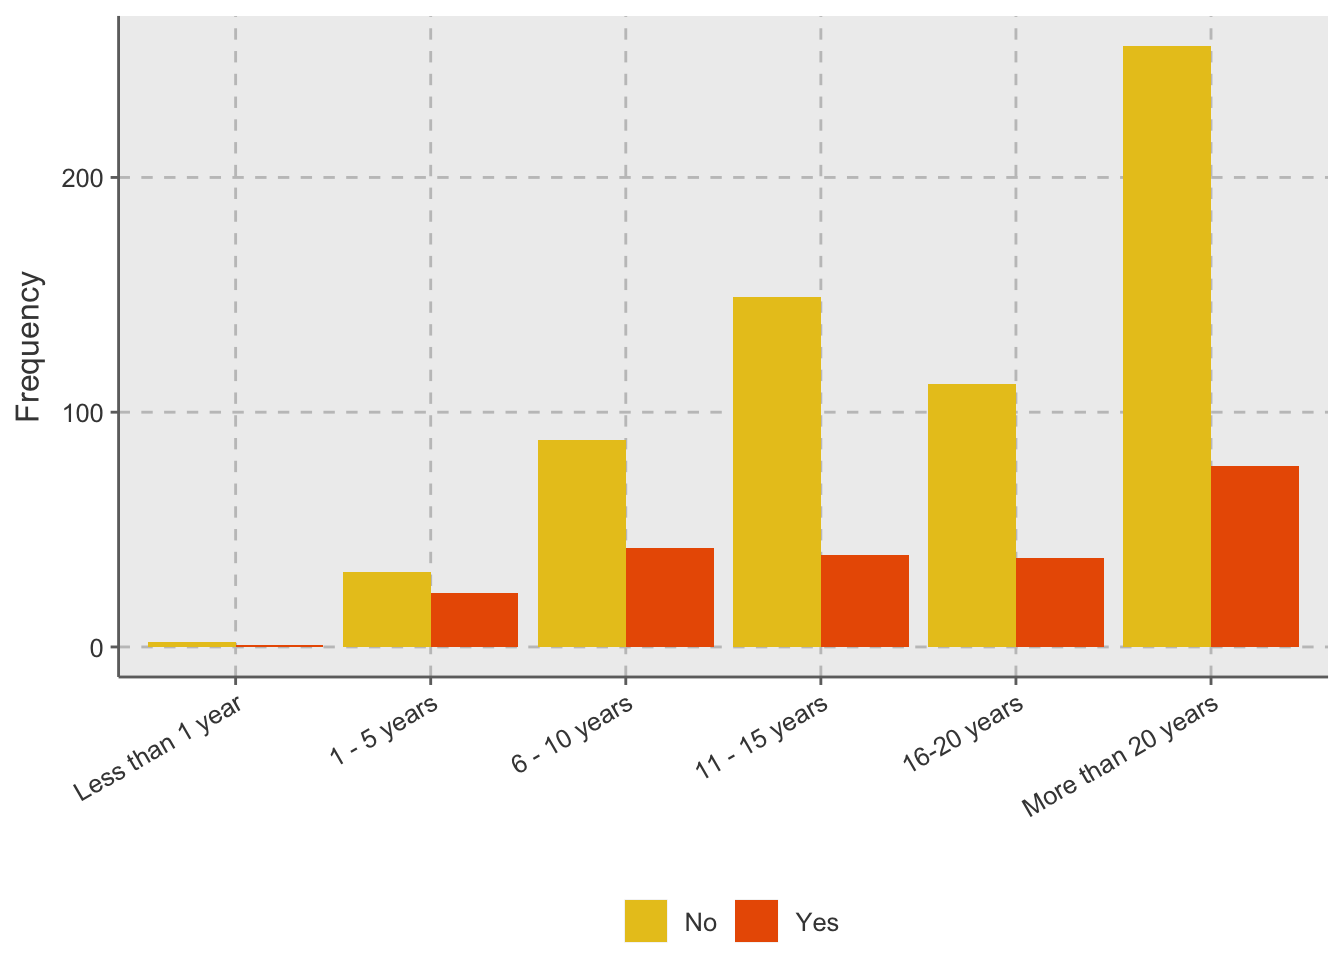 Frequency
200
100
0
Less than 1 year
1 - 5 years
6 - 10 years
11 - 15 years
16-20 years
More than 20 years
No
Yes